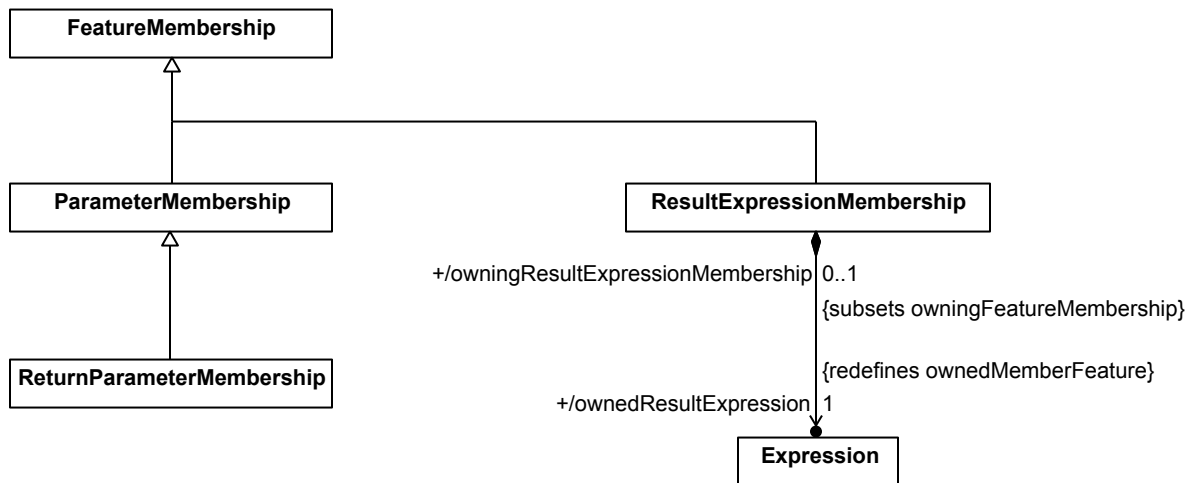 FeatureMembership
ParameterMembership
ResultExpressionMembership
+/owningResultExpressionMembership 0..1
{subsets owningFeatureMembership}
ReturnParameterMembership
{redefines ownedMemberFeature}
+/ownedResultExpression 1
Expression